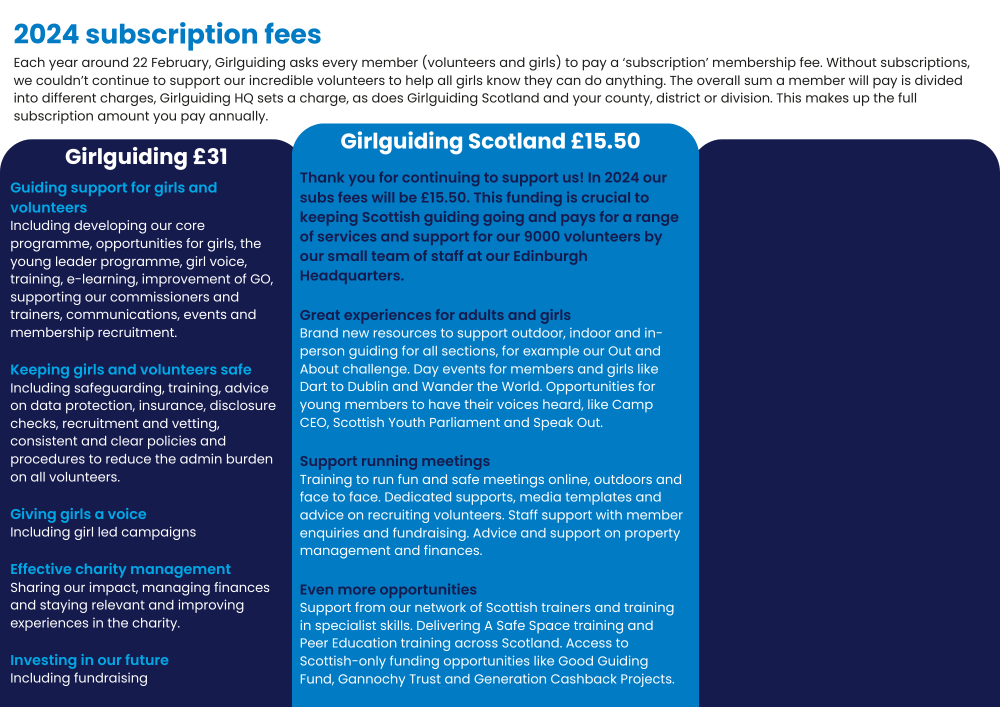 2024 subscription fees
Each year around 22 February, Girlguiding asks every member (volunteers and girls) to pay a ‘subscription’ membership fee. Without subscriptions,
we couldn’t continue to support our incredible volunteers to help all girls know they can do anything. The overall sum a member will pay is divided
into different charges, Girlguiding HQ sets a charge, as does Girlguiding Scotland and your county, district or division. This makes up the full
subscription amount you pay annually.
Girlguiding £31
Guiding support for girls and
volunteers
Including developing our core
programme, opportunities for girls, the
young leader programme, girl voice,
training, e-learning, improvement of GO,
supporting our commissioners and
trainers, communications, events and
membership recruitment.
Keeping girls and volunteers safe
Including safeguarding, training, advice
on data protection, insurance, disclosure
checks, recruitment and vetting,
consistent and clear policies and
procedures to reduce the admin burden
on all volunteers.
Giving girls a voice
Including girl led campaigns
Effective charity management
Sharing our impact, managing finances
and staying relevant and improving
experiences in the charity.
Investing in our future
Including fundraising
Girlguiding Scotland £15.50
Thank you for continuing to support us! In 2024 our
subs fees will be £15.50. This funding is crucial to
keeping Scottish guiding going and pays for a range
of services and support for our 9000 volunteers by
our small team of staff at our Edinburgh
Headquarters.
Great experiences for adults and girls
Brand new resources to support outdoor, indoor and in-
person guiding for all sections, for example our Out and
About challenge. Day events for members and girls like
Dart to Dublin and Wander the World. Opportunities for
young members to have their voices heard, like Camp
CEO, Scottish Youth Parliament and Speak Out.
Support running meetings
Training to run fun and safe meetings online, outdoors and
face to face. Dedicated supports, media templates and
advice on recruiting volunteers. Staff support with member
enquiries and fundraising. Advice and support on property
management and finances.
Even more opportunities
Support from our network of Scottish trainers and training
in specialist skills. Delivering A Safe Space training and
Peer Education training across Scotland. Access to
Scottish-only funding opportunities like Good Guiding
Fund, Gannochy Trust and Generation Cashback Projects.